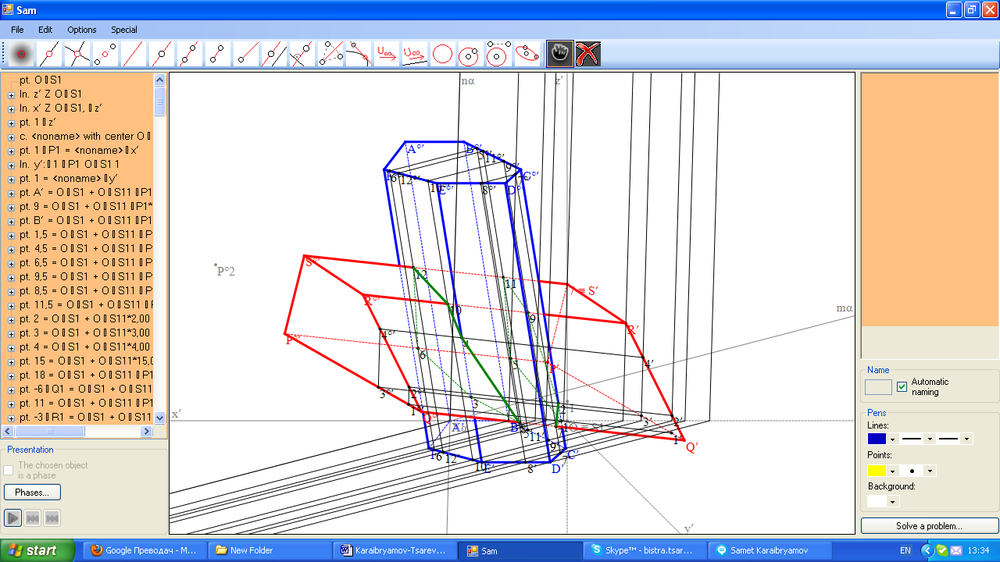 Sam
File Edit Options Special
pt. O S1
ln. z' Z O S1
ln. x' Z O S1, z'
pt. 1 z'
c. <noname> with center O
pt. 1 P1 = <noname> x'
ln. y': 1 P1 O S1 1
pt. 1 = <noname> y'
pt. A' = O S1 + O S11 P1
pt. 9 = O S1 + O S11 P1*
pt. B' = O S1 + O S11 P1
pt. 1,5 = O S1 + O S11 P
pt. 4,5 = O S1 + O S11 P
pt. 6,5 = O S1 + O S11 P
pt. 9,5 = O S1 + O S11 P
pt. 8,5 = O S1 + O S11 P
pt. 11,5 = O S1 + O S11 P
pt. 2 = O S1 + O S11*2,00
pt. 3 = O S1 + O S11*3,00
pt. 4 = O S1 + O S11*4,00
pt. 15 = O S1 + O S11*15,0
pt. 18 = O S1 + O S11*18,0
pt. -6 Q1 = O S1 + O S11
pt. 11 = O S1 + O S11 P1
pt. -3 R1 = O S1 + O S11
Presentation
The chosen object
is a phase
Phases...
nα
z'
A°'
B°'
5°'
11°'
9°'
C°'
7°'
6°'
12°'
10°'
E°'
8°'
D°'
P°2
S°'
12
11
7 ≡ S'
R°'
10
9
R'
mα
P°'
4°'
6
5
P'
4'
3°'
2°'
1°'
3
2
1
Q°'
x'
A'
B'
5'
11'
9'
C'
7'
O ≡ S1
3'
2'
1'
Q'
6'
12'
10'
E'
8'
D'
y'
Name
Automatic
naming
Pens
Lines:
Points:
Background:
Solve a problem...
start
Google Преводач - M...
New Folder
Karaibryamov-Tsarev...
Sam
Skype™ - bistra.tsar...
Samet Karaibryamov
EN
13:34